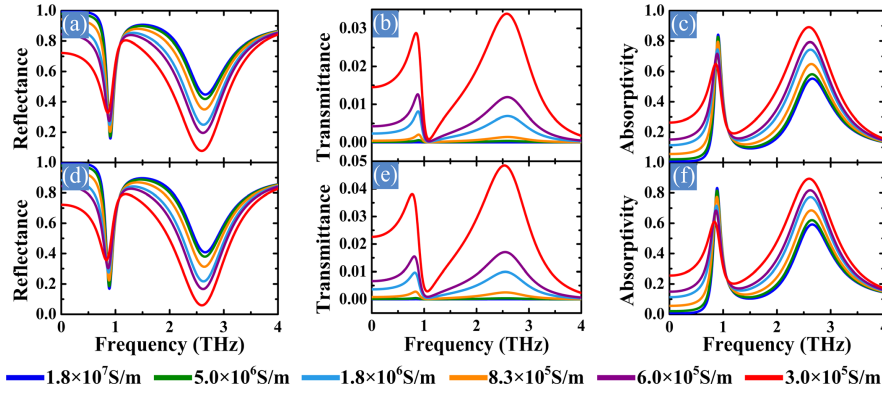 (a) (b) (c)
Reflectance Transmittance Absorptivity
1.0 0.8 0.6 0.4 0.2 1.0
0.03 0.02 0.01 0.00 0.05
1.0 0.8 0.6 0.4 0.2 1.0
(d) (e) (f)
Reflectance Transmittance Absorptivity
0.8 0.6 0.4 0.2 0.0
0.04 0.03 0.02 0.01 0.00
0.8 0.6 0.4 0.2 0.0
0 1 2 3 4 0 1 2 3 4 0 1 2 3 4
Frequency (THz) Frequency (THz) Frequency (THz)
1.8×10⁷S/m 5.0×10⁶S/m 1.8×10⁶S/m 8.3×10⁵S/m 6.0×10⁵S/m 3.0×10⁵S/m